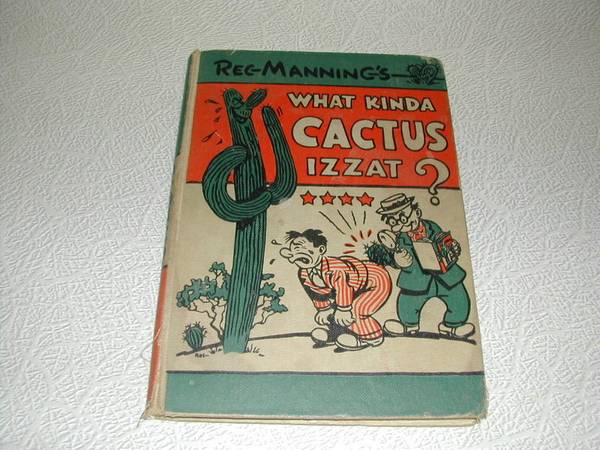 REG MANNING'S
WHAT KINDA
CACTUS
IZZAT?